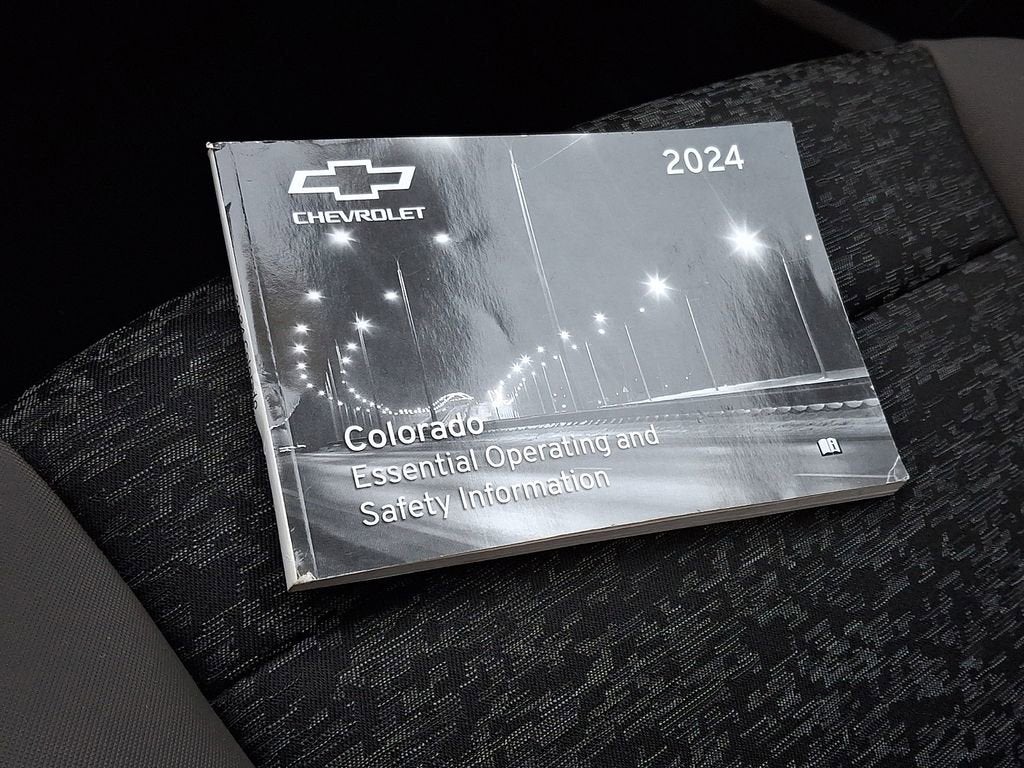 CHEVROLET
2024
Colorado
Essential Operating and
Safety Information